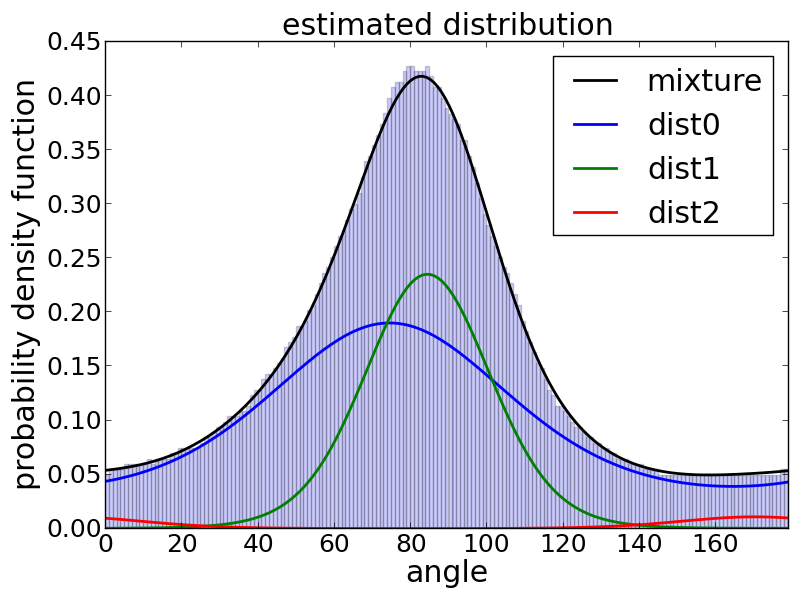 estimated distribution
probability density function
0.45
0.40
0.35
0.30
0.25
0.20
0.15
0.10
0.05
0.00
mixture
dist0
dist1
dist2
0 20 40 60 80 100 120 140 160
angle